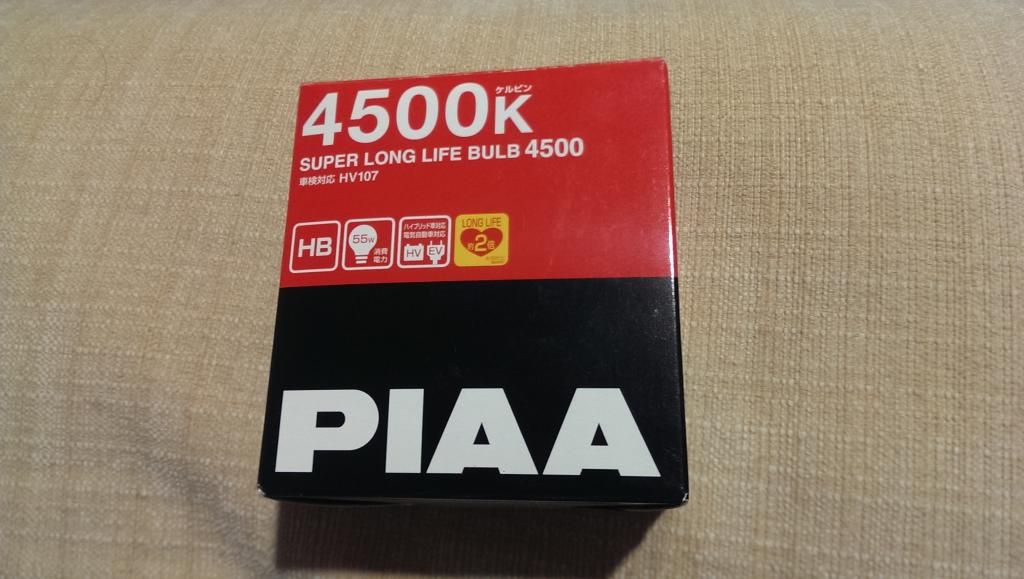 ケルビン
4500K
SUPER LONG LIFE BULB 4500
車検対応 HV107
HB
55W
消費
電力
ハイブリッド車対応
電気自動車対応
HV
EV
LONG LIFE
約2倍
PIAA